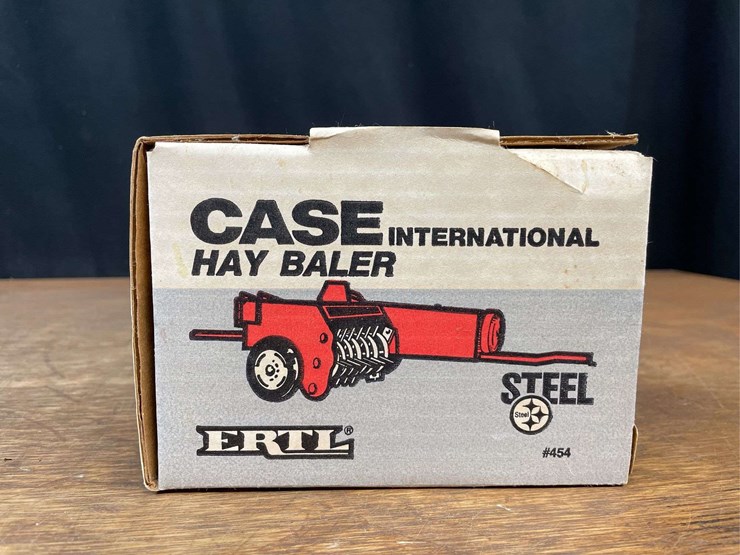 CASE INTERNATIONAL
HAY BALER
STEEL
Steel
ERTL®
#454